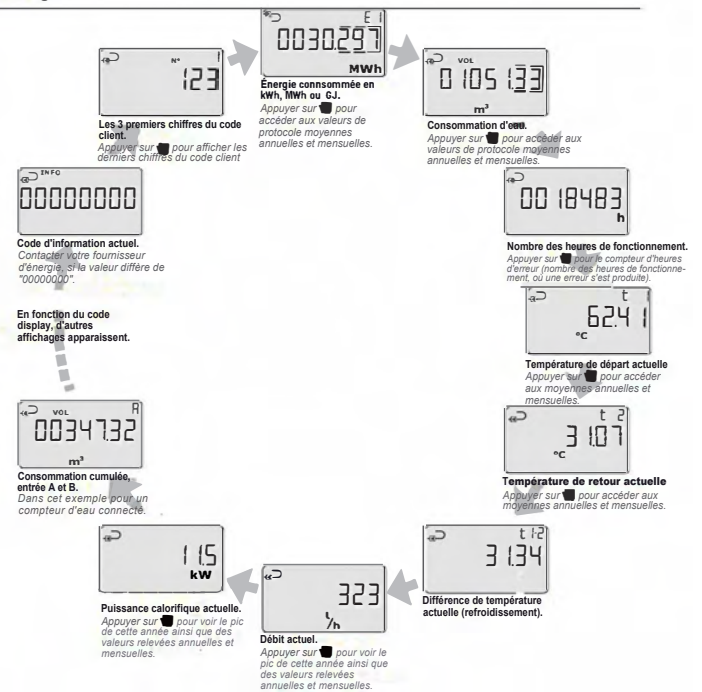 E 1
0030.297
MWh
Énergie connsommée en
kWh, MWh ou GJ.
Appuyer sur pour
accéder aux valeurs de
protocole moyennes
annuelles et mensuelles.
VOL
01051.33
m³
Consommation d'eau.
Appuyer sur pour accéder aux
valeurs de protocole moyennes
annuelles et mensuelles.
0018483
h
Nombre des heures de fonctionnement.
Appuyer sur pour le compteur d'heures
d'erreur (nombre des heures de fonctionne-
ment, où une erreur s'est produite).
t 1
62.41
°C
Température de départ actuelle
Appuyer sur pour accéder
aux moyennes annuelles et
mensuelles.
t 2
31.07
°C
Température de retour actuelle
Appuyer sur pour accéder aux
moyennes annuelles et mensuelles.
t 1-2
31.34
Différence de température
actuelle (refroidissement).
323
l/h
Débit actuel.
Appuyer sur pour voir le
pic de cette année ainsi que
des valeurs relevées
annuelles et mensuelles.
11.5
kW
Puissance calorifique actuelle.
Appuyer sur pour voir le pic
de cette année ainsi que des
valeurs relevées annuelles et
mensuelles.
VOL A
00347.32
m³
Consommation cumulée,
entrée A et B.
Dans cet exemple pour un
compteur d'eau connecté.
En fonction du code
display, d'autres
affichages apparaissent.
INFO
00000000
Code d'information actuel.
Contacter votre fournisseur
d'énergie, si la valeur différe de
"00000000".
N° 1
123
Les 3 premiers chiffres du code
client.
Appuyer sur pour afficher les
derniers chiffres du code client